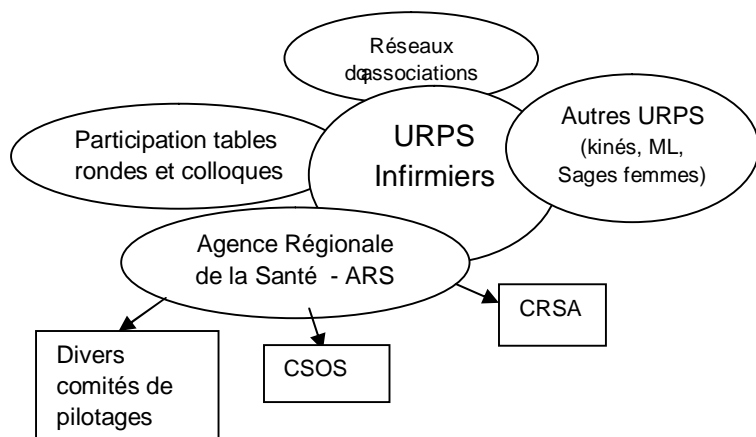 Réseaux
d'associations
URPS
Infirmiers
Autres URPS
(kinés, ML,
Sages femmes)
Participation tables
rondes et colloques
Agence Régionale
de la Santé - ARS
CRSA
CSOS
Divers
comités de
pilotages